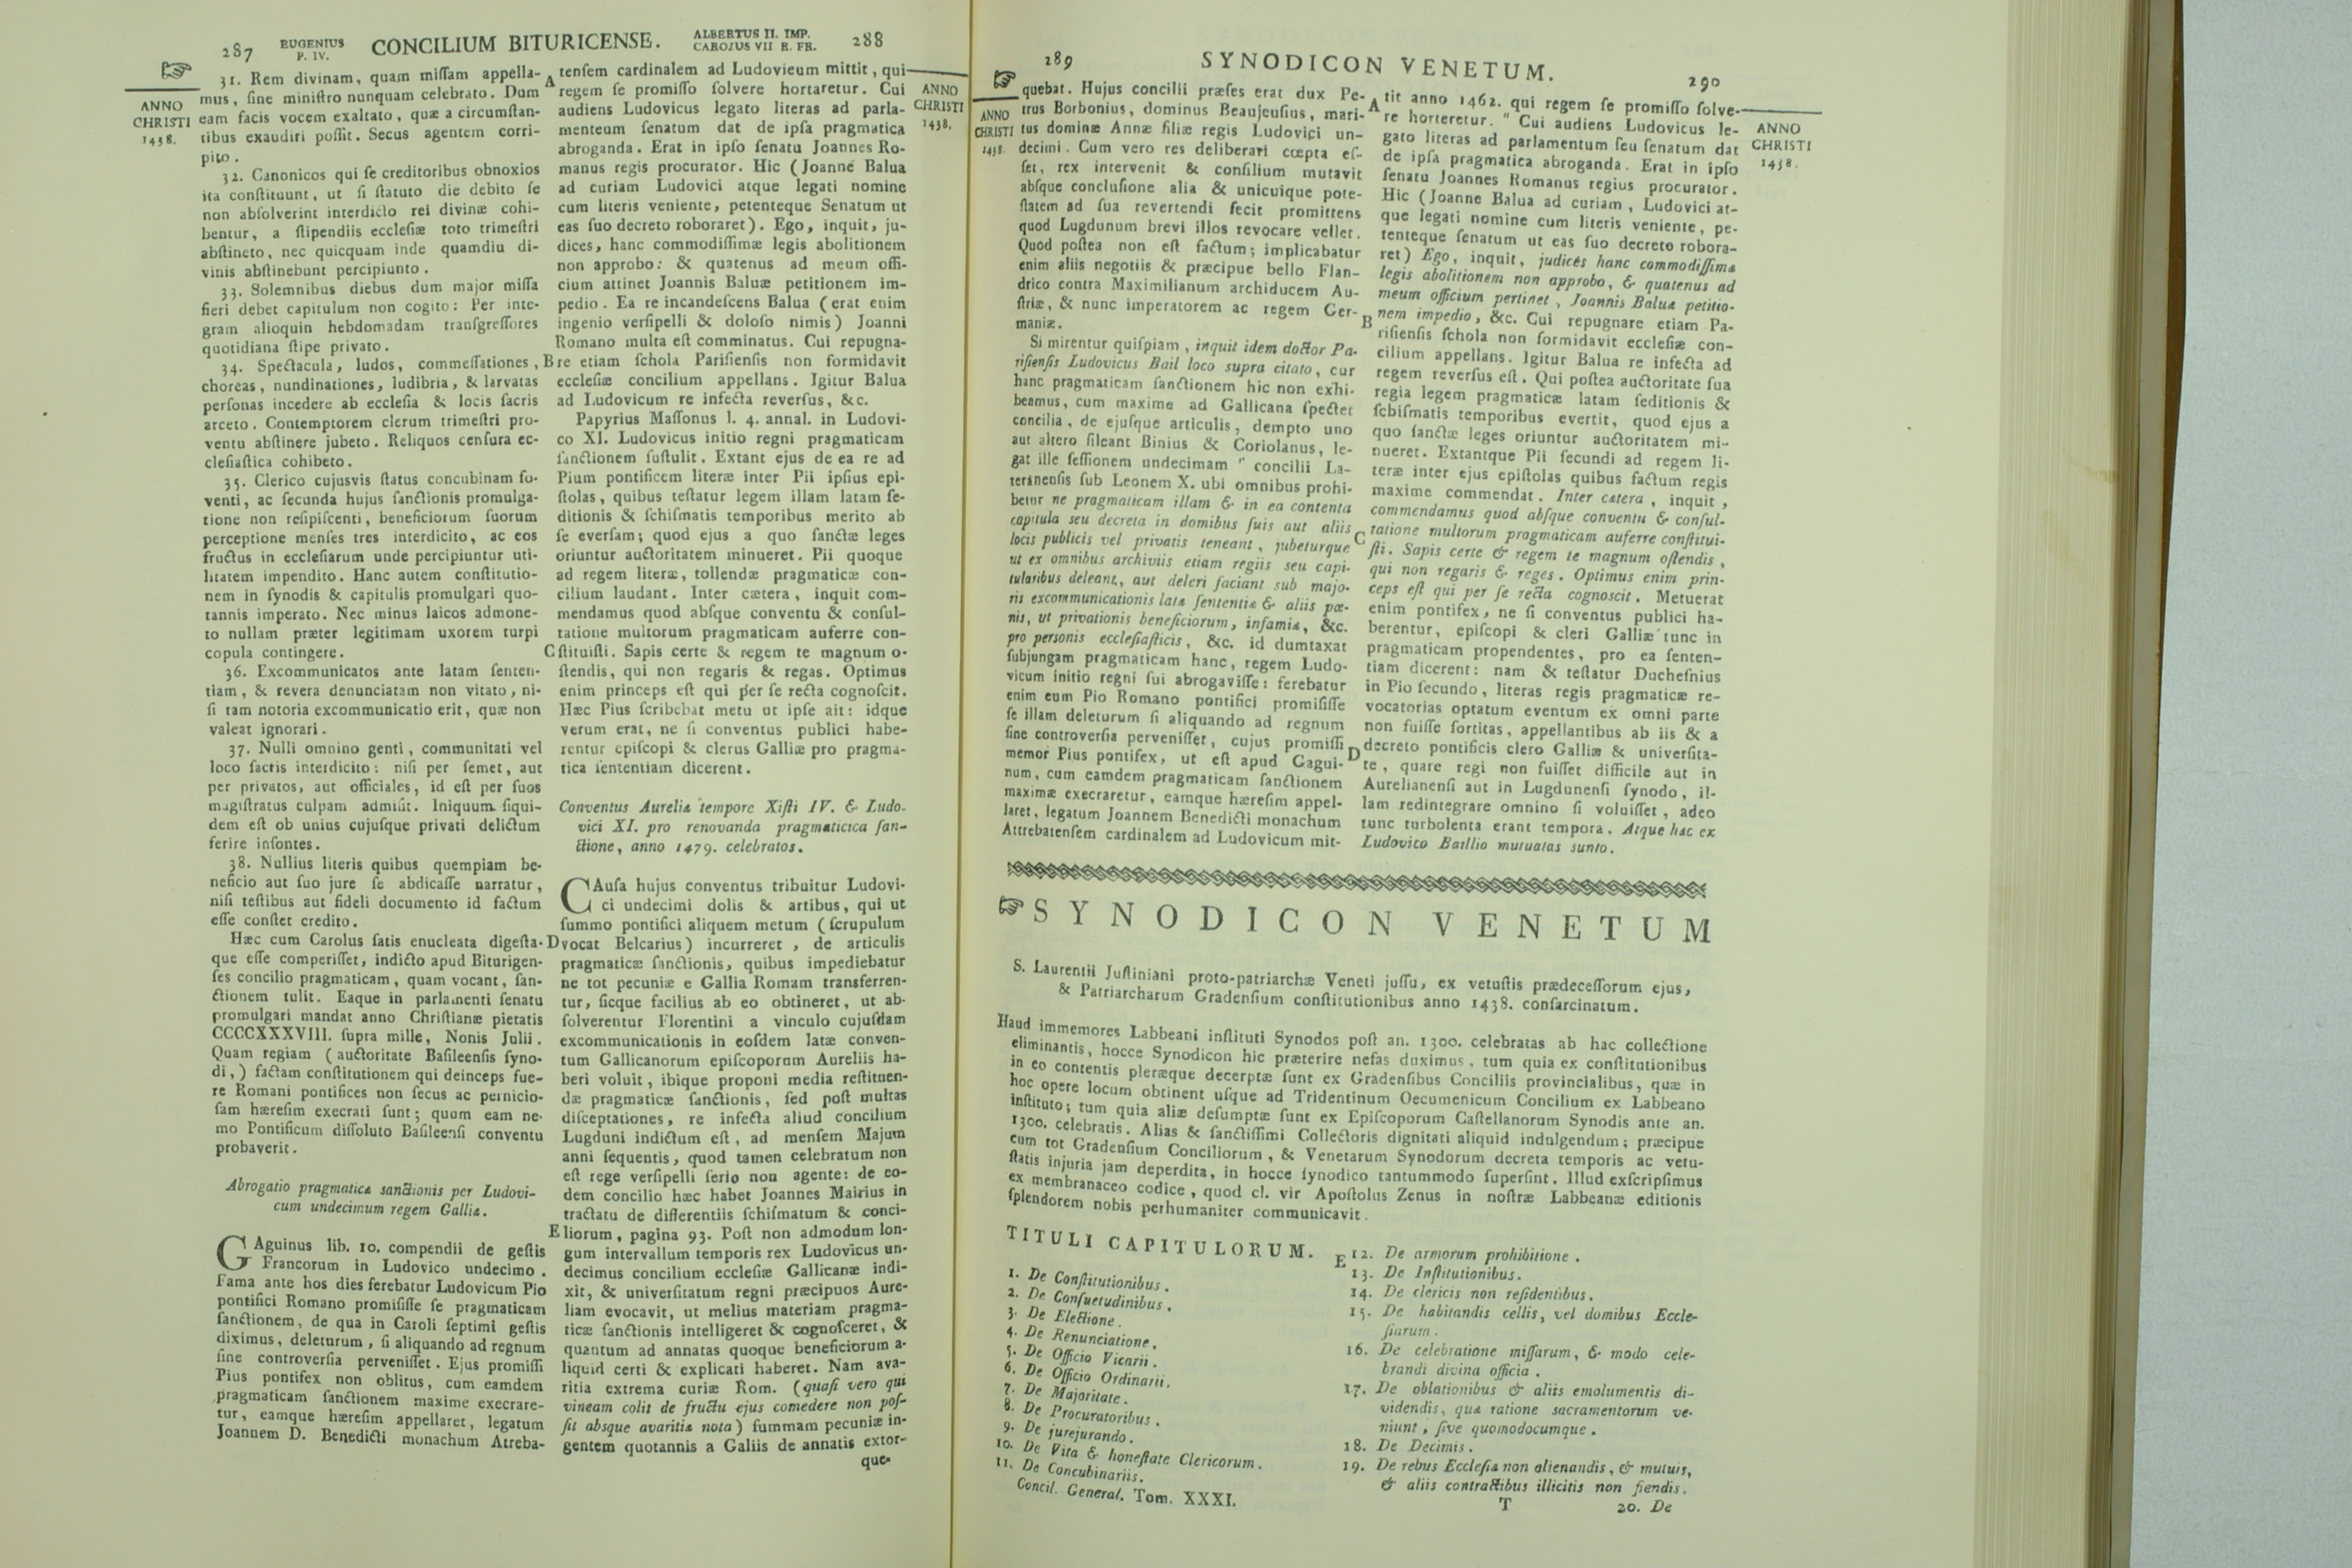 287 EUGENIUS P. IV. CONCILIUM BITURICENSE. ALBERTUS II. IMP. CAROLUS VII R. FR. 288
ANNO
CHRISTI
1438.
31. Rem divinam, quam miſſam appella-
mus, ſine miniſtro nunquam celebrato. Dum
eam facis vocem exaltato, quæ a circumſtan-
tibus exaudiri poſſit. Secus agentem corri-
pito.
32. Canonicos qui ſe creditoribus obnoxios
ita conſtituunt, ut ſi ſtatuto die debito ſe
non abſolverint interdicto rei divinæ cohi-
bentur, a ſtipendiis eccleſiæ toto trimeſtri
abſtineto, nec quicquam inde quamdiu di-
vinis abſtinebunt percipiunto.
33. Solemnibus diebus dum major miſſa
fieri debet capitulum non cogito: Per inte-
gram alioquin hebdomadam tranſgreſſores
quotidiana ſtipe privato.
34. Spectacula, ludos, commeſſationes,
choreas, nundinationes, ludibria, & larvatas
perſonas incedere ab eccleſia & locis ſacris
arceto. Contemptorem clerum trimeſtri pro-
ventu abſtinere jubeto. Reliquos cenſura ec-
cleſiaſtica cohibeto.
35. Clerico cujusvis ſtatus concubinam fo-
venti, ac ſecunda hujus ſanctionis promulga-
tione non reſipiſcenti, beneficiorum ſuorum
perceptione menſes tres interdicito, ac eos
fructus in eccleſiarum unde percipiuntur uti-
litatem impendito. Hanc autem conſtitutio-
nem in ſynodis & capitulis promulgari quo-
tannis imperato. Nec minus laicos admone-
to nullam præter legitimam uxorem turpi
copula contingere.
36. Excommunicatos ante latam ſenten-
tiam, & revera denunciatam non vitato, ni-
ſi tam notoria excommunicatio erit, quæ non
valeat ignorari.
37. Nulli omnino genti, communitati vel
loco factis interdicito: niſi per ſemet, aut
per privatos, aut officiales, id eſt per ſuos
magiſtratus culpam admiſit. Iniquum ſiqui-
dem eſt ob unius cujuſque privati delictum
ferire inſontes.
38. Nullius literis quibus quempiam be-
neficio aut ſuo jure ſe abdicaſſe narratur,
niſi teſtibus aut fideli documento id factum
eſſe conſtet credito.
Hæc cum Carolus ſatis enucleata digeſta-
que eſſe comperiſſet, indicto apud Biturigen-
ſes concilio pragmaticam, quam vocant, ſan-
ctionem tulit. Eaque in parlamenti ſenatu
promulgari mandat anno Chriſtianæ pietatis
CCCCXXXVIII. ſupra mille, Nonis Julii.
Quam regiam (auctoritate Baſileenſis ſyno-
di,) factam conſtitutionem qui deinceps fue-
re Romani pontifices non ſecus ac pernicio-
ſam hæreſim execrati ſunt; quum eam ne-
mo Pontificum diſſoluto Baſileenſi conventu
probaverit.
Abrogatio pragmaticæ sanctionis per Ludovi-
cum undecimum regem Galliæ.
GAguinus lib. 10. compendii de geſtis
Francorum in Ludovico undecimo.
Fama ante hos dies ferebatur Ludovicum Pio
pontifici Romano promiſiſſe ſe pragmaticam
ſanctionem, de qua in Caroli ſeptimi geſtis
diximus, deleturum, ſi aliquando ad regnum
ſine controverſia perveniſſet. Ejus promiſſi
Pius pontifex non oblitus, cum eamdem
pragmaticam ſanctionem maxime execrare-
tur, eamque hæreſim appellaret, legatum
Joannem D. Benedicti monachum Atreba-
A tenſem cardinalem ad Ludovicum mittit, qui
regem ſe promiſſo ſolvere hortaretur. Cui
audiens Ludovicus legato literas ad parla-
menteum ſenatum dat de ipſa pragmatica
abroganda. Erat in ipſo ſenatu Joannes Ro-
manus regis procurator. Hic (Joanne Balua
ad curiam Ludovici atque legati nomine
cum literis veniente, petenteque Senatum ut
eas ſuo decreto roboraret). Ego, inquit, ju-
dices, hanc commodiſſimæ legis abolitionem
non approbo: & quatenus ad meum offi-
cium attinet Joannis Baluæ petitionem im-
pedio. Ea re incandeſcens Balua (erat enim
ingenio verſipelli & doloſo nimis) Joanni
Romano multa eſt comminatus. Cui repugna-
B re etiam ſchola Pariſienſis non formidavit
eccleſiæ concilium appellans. Igitur Balua
ad Ludovicum re infecta reverſus, &c.
Papyrius Maſſonus l. 4. annal. in Ludovi-
co XI. Ludovicus initio regni pragmaticam
ſanctionem ſuſtulit. Extant ejus de ea re ad
Pium pontificem literæ inter Pii ipſius epi-
ſtolas, quibus teſtatur legem illam latam ſe-
ditionis & ſchiſmatis temporibus merito ab
ſe everſam; quod ejus a quo ſanctæ leges
oriuntur auctoritatem minueret. Pii quoque
ad regem literæ, tollendæ pragmaticæ con-
cilium laudant. Inter cætera, inquit com-
mendamus quod abſque conventu & conſul-
tatione multorum pragmaticam auferre con-
C ſtituiſti. Sapis certe & regem te magnum o-
ſtendis, qui non regaris & regas. Optimus
enim princeps eſt qui per ſe recta cognoſcit.
Hæc Pius ſcribebat metu ut ipſe ait: idque
verum erat, ne ſi conventus publici habe-
rentur epiſcopi & clerus Galliæ pro pragma-
tica ſententiam dicerent.
Conventus Aureliæ tempore Xiſti IV. & Ludo-
vici XI. pro renovanda pragmaticica ſan-
ctione, anno 1479. celebratos.
CAuſa hujus conventus tribuitur Ludovi-
ci undecimi dolis & artibus, qui ut
ſummo pontifici aliquem metum (ſcrupulum
D vocat Belcarius) incurreret, de articulis
pragmaticæ ſanctionis, quibus impediebatur
ne tot pecuniæ e Gallia Romam transferren-
tur, ſicque facilius ab eo obtineret, ut ab-
ſolverentur Florentini a vinculo cujuſdam
excommunicationis in eoſdem latæ conven-
tum Gallicanorum epiſcoporam Aureliis ha-
beri voluit, ibique proponi media reſtituen-
dæ pragmaticæ ſanctionis, ſed poſt multas
diſceptationes, re infecta aliud concilium
Lugduni indictum eſt, ad menſem Majum
anni ſequentis, quod tamen celebratum non
eſt rege verſipelli ſerio non agente: de eo-
dem concilio hæc habet Joannes Mairius in
tractatu de differentiis ſchiſmatum & conci-
E liorum, pagina 93. Poſt non admodum lon-
gum intervallum temporis rex Ludovicus un-
decimus concilium eccleſiæ Gallicanæ indi-
xit, & univerſitatum regni præcipuos Aure-
liam evocavit, ut melius materiam pragma-
ticæ ſanctionis intelligeret & cognoſceret, &
quantum ad annatas quoque beneficiorum a-
liquid certi & explicati haberet. Nam ava-
ritia extrema curiæ Rom. (quaſi vero qui
vineam colit de fructu ejus comedere non poſ-
ſit absque avaritiæ nota) ſummam pecuniæ in-
gentem quotannis a Galiis de annatis extor-
que-
ANNO
CHRISTI
1438.
289 SYNODICON VENETUM. 290
ANNO
CHRISTI
1438.
quebat. Hujus concilii præſes erat dux Pe-
trus Borbonius, dominus Beaujeuſius, mari-
tus dominæ Annæ filiæ regis Ludovici un-
decimi. Cum vero res deliberari cœpta eſ-
ſet, rex intervenit & conſilium mutavit
abſque concluſione alia & unicuique pote-
ſtatem ad ſua revertendi fecit promittens
quod Lugdunum brevi illos revocare vellet.
Quod poſtea non eſt factum; implicabatur
enim aliis negotiis & præcipue bello Flan-
drico contra Maximilianum archiducem Au-
ſtriæ, & nunc imperatorem ac regem Ger-
maniæ.
Si mirentur quiſpiam, inquit idem doctor Pa-
riſienſis Ludovicus Bail loco supra citato, cur
hanc pragmaticam ſanctionem hic non exhi-
beamus, cum maxime ad Gallicana ſpectet
concilia, de ejuſque articulis, dempto uno
aut altero ſileant Binius & Coriolanus, le-
gat ille ſeſſionem undecimam " concilii La-
teranenſis ſub Leonem X. ubi omnibus prohi-
betur ne pragmaticam illam & in ea contenta
capitula seu decreta in domibus ſuis aut aliis
locis publicis vel privatis teneant, jubeturque
ut ex omnibus archiviis etiam regiis seu capi-
tularibus deleant, aut deleri faciant sub majo-
ris excommunicationis latæ ſententiæ & aliis pœ-
nis, ut privationis beneficiorum, infamiæ, &c.
pro personis eccleſiaſticis, &c. id dumtaxat
ſubjungam pragmaticam hanc, regem Ludo-
vicum initio regni ſui abrogaviſſe: ferebatur
enim eum Pio Romano pontifici promiſiſſe
ſe illam deleturum ſi aliquando ad regnum
ſine controverſia perveniſſet, cujus promiſſi
memor Pius pontifex, ut eſt apud Gagui-
num, cum eamdem pragmaticam ſanctionem
maximæ execraretur, eamque hæreſim appel-
laret, legatum Joannem Benedicti monachum
Attrebatenſem cardinalem ad Ludovicum mit-
A tit anno 1462. qui regem ſe promiſſo ſolve-
re horteretur. " Cui audiens Ludovicus le-
gato literas ad parlamentum ſeu ſenatum dat
de ipſa pragmatica abroganda. Erat in ipſo
ſenatu Joannes Romanus regius procurator.
Hic (Joanne Balua ad curiam, Ludovici at-
que legati nomine cum literis veniente, pe-
tenteque ſenatum ut eas ſuo decreto robora-
ret) Ego, inquit, judices hanc commodiſſimæ
legis abolitionem non approbo, & quatenus ad
meum officium pertinet, Joannis Baluæ petitio-
B nem impedio, &c. Cui repugnare etiam Pa-
riſienſis ſchola non formidavit eccleſiæ con-
cilium appellans. Igitur Balua re infecta ad
regem reverſus eſt. Qui poſtea auctoritate ſua
regia legem pragmaticæ latam ſeditionis &
ſchiſmatis temporibus evertit, quod ejus a
quo ſanctæ leges oriuntur auctoritatem mi-
nueret. Extantque Pii ſecundi ad regem li-
teræ inter ejus epiſtolas quibus factum regis
maxime commendat. Inter cætera, inquit,
commendamus quod abſque conventu & conſul-
C tatione multorum pragmaticam auferre conſtitui-
ſti. Sapis certe & regem te magnum oſtendis,
qui non regaris & reges. Optimus enim prin-
ceps eſt qui per ſe recta cognoscit. Metuerat
enim pontifex, ne ſi conventus publici ha-
berentur, epiſcopi & cleri Galliæ tunc in
pragmaticam propendentes, pro ea ſenten-
tiam dicerent: nam & teſtatur Ducheſnius
in Pio ſecundo, literas regis pragmaticæ re-
vocatorias optatum eventum ex omni parte
non fuiſſe ſortitas, appellantibus ab iis & a
D decreto pontificis clero Galliæ & univerſita-
te, quare regi non fuiſſet difficile aut in
Aurelianenſi aut in Lugdunenſi ſynodo, il-
lam redintegrare omnino ſi voluiſſet, adeo
tunc turbolenta erant tempora. Atque hæc ex
Ludovico Baillio mutuatas sunto.
ANNO
CHRISTI
1438.
SYNODICON VENETUM
S. Laurentii Juſtiniani proto-patriarchæ Veneti juſſu, ex vetuſtis prædeceſſorum ejus,
& Patriarcharum Gradenſium conſtitutionibus anno 1438. conſarcinatum.
Haud immemores Labbeani inſtituti Synodos poſt an. 1300. celebratas ab hac collectione
eliminantis, hocce Synodicon hic præterire nefas duximus, tum quia ex conſtitutionibus
in eo contentis pleræque decerptæ ſunt ex Gradenſibus Conciliis provincialibus, quæ in
hoc opere locum obtinent uſque ad Tridentinum Oecumenicum Concilium ex Labbeano
inſtituto; tum quia aliæ deſumptæ ſunt ex Epiſcoporum Caſtellanorum Synodis ante an.
1300. celebratis. Alias & ſanctiſſimi Collectoris dignitati aliquid indulgendum; præcipue
cum tot Gradenſium Conciliorum, & Venetarum Synodorum decreta temporis ac vetu-
ſtatis injuria jam deperdita, in hocce ſynodico tantummodo ſuperſint. Illud exſcripſimus
ex membranaceo codice, quod cl. vir Apoſtolus Zenus in noſtræ Labbeanæ editionis
ſplendorem nobis perhumaniter communicavit.
TITULI CAPITULORUM.
1. De Conſtitutionibus.
2. De Conſuetudinibus.
3. De Electione.
4. De Renunciatione.
5. De Officio Vicarii.
6. De Officio Ordinarii.
7. De Majoritate.
8. De Procuratoribus.
9. De jurejurando.
10. De Vita & honeſtate Clericorum.
11. De Concubinariis.
Concil. General. Tom. XXXI.
E 12. De armorum prohibitione.
13. De Inſtitutionibus.
14. De clericis non reſidentibus.
15. De habitandis cellis, vel domibus Eccle-
ſiarum.
16. De celebratione miſſarum, & modo cele-
brandi divina officia.
17. De oblationibus & aliis emolumentis di-
videndis, quæ ratione sacramentorum ve-
niunt, ſive quomodocumque.
18. De Decimis.
19. De rebus Eccleſiæ non alienandis, & mutuis,
& aliis contractibus illicitis non fiendis.
T 20. De